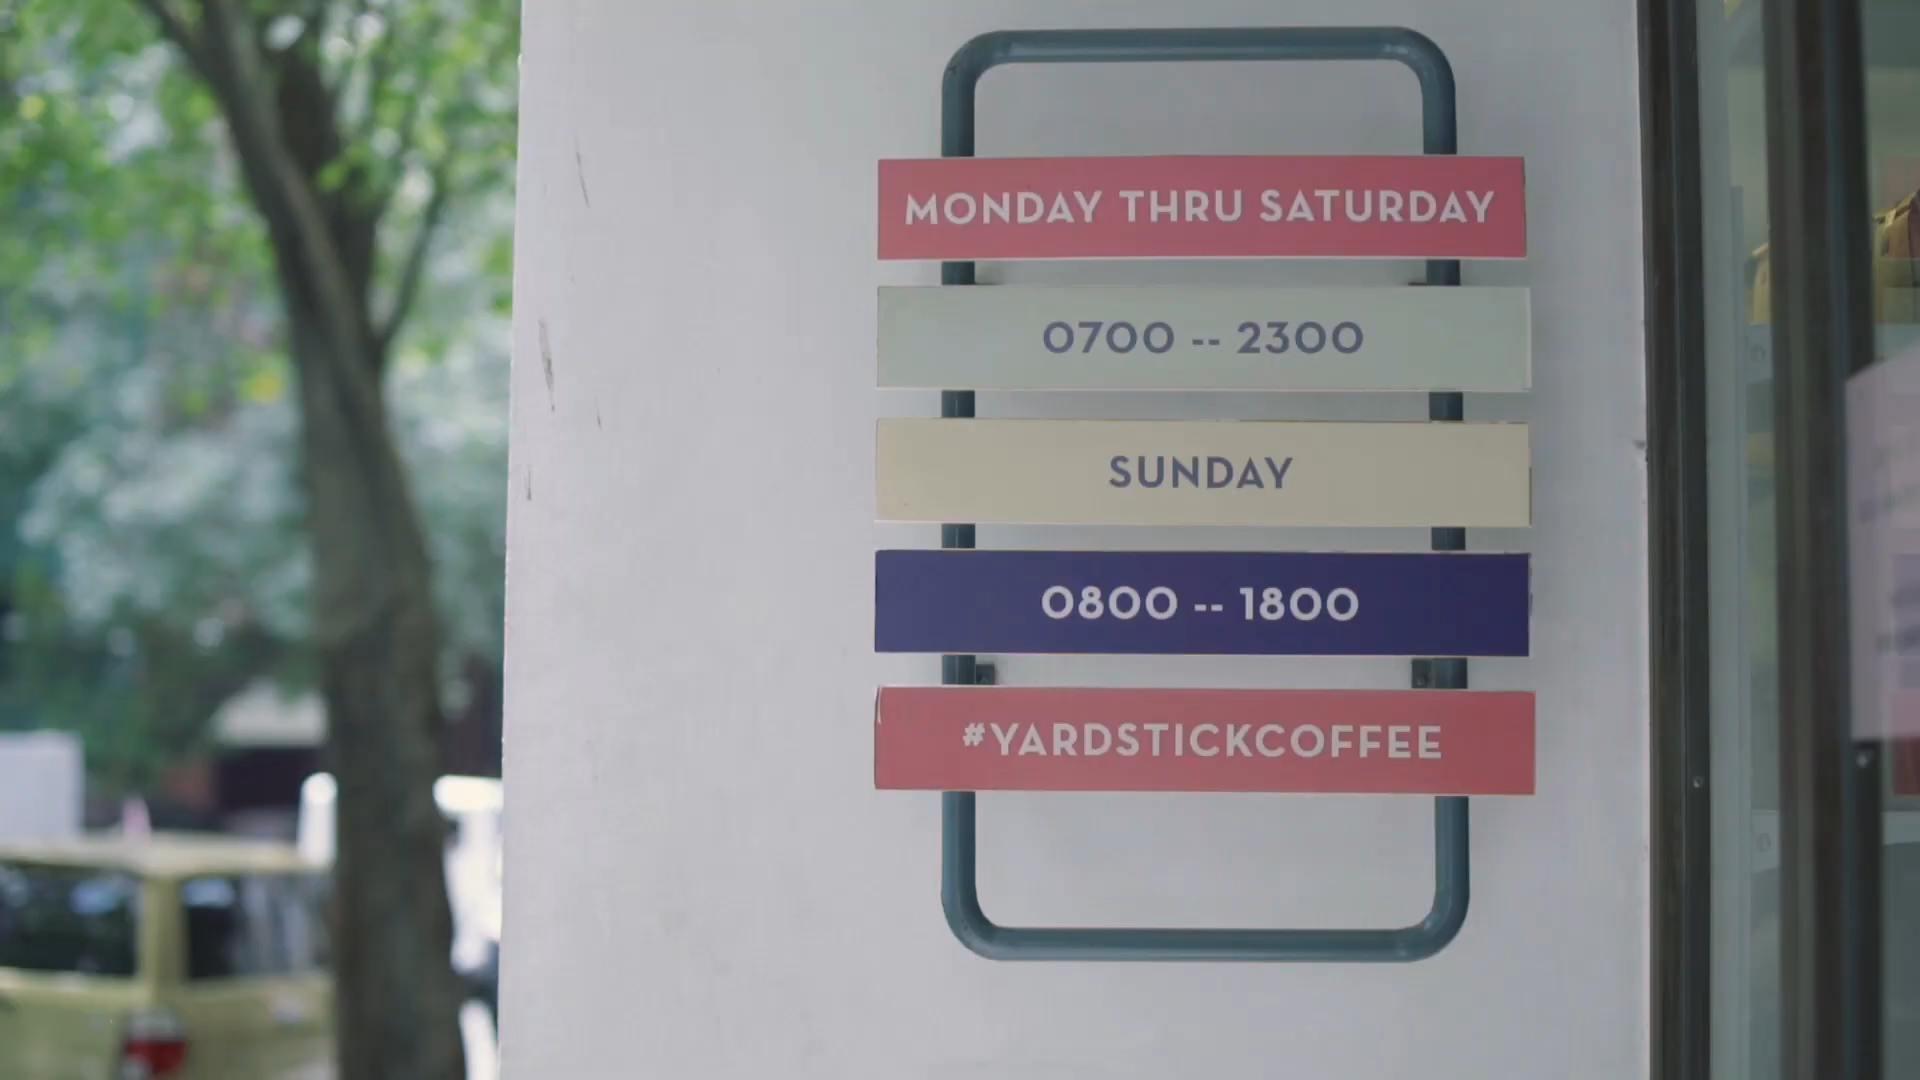 MONDAY THRU SATURDAY
0700 -- 2300
SUNDAY
0800 -- 1800
#YARDSTICKCOFFEE